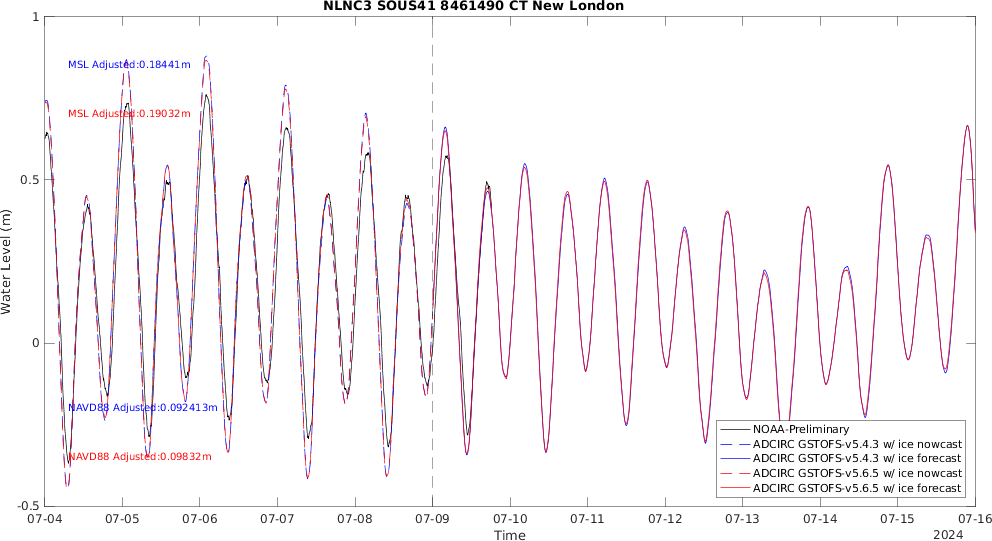 NLNC3 SOUS41 8461490 CT New London
1
MSL Adjusted:0.18441m
MSL Adjusted:0.19032m
0.5
Water Level (m)
0
NAVD88 Adjusted:0.092413m
NAVD88 Adjusted:0.09832m
-0.5
NOAA-Preliminary
ADCIRC GSTOFS-v5.4.3 w/ ice nowcast
ADCIRC GSTOFS-v5.4.3 w/ ice forecast
ADCIRC GSTOFS-v5.6.5 w/ ice nowcast
ADCIRC GSTOFS-v5.6.5 w/ ice forecast
07-04 07-05 07-06 07-07 07-08 07-09 07-10 07-11 07-12 07-13 07-14 07-15 07-16
Time
2024